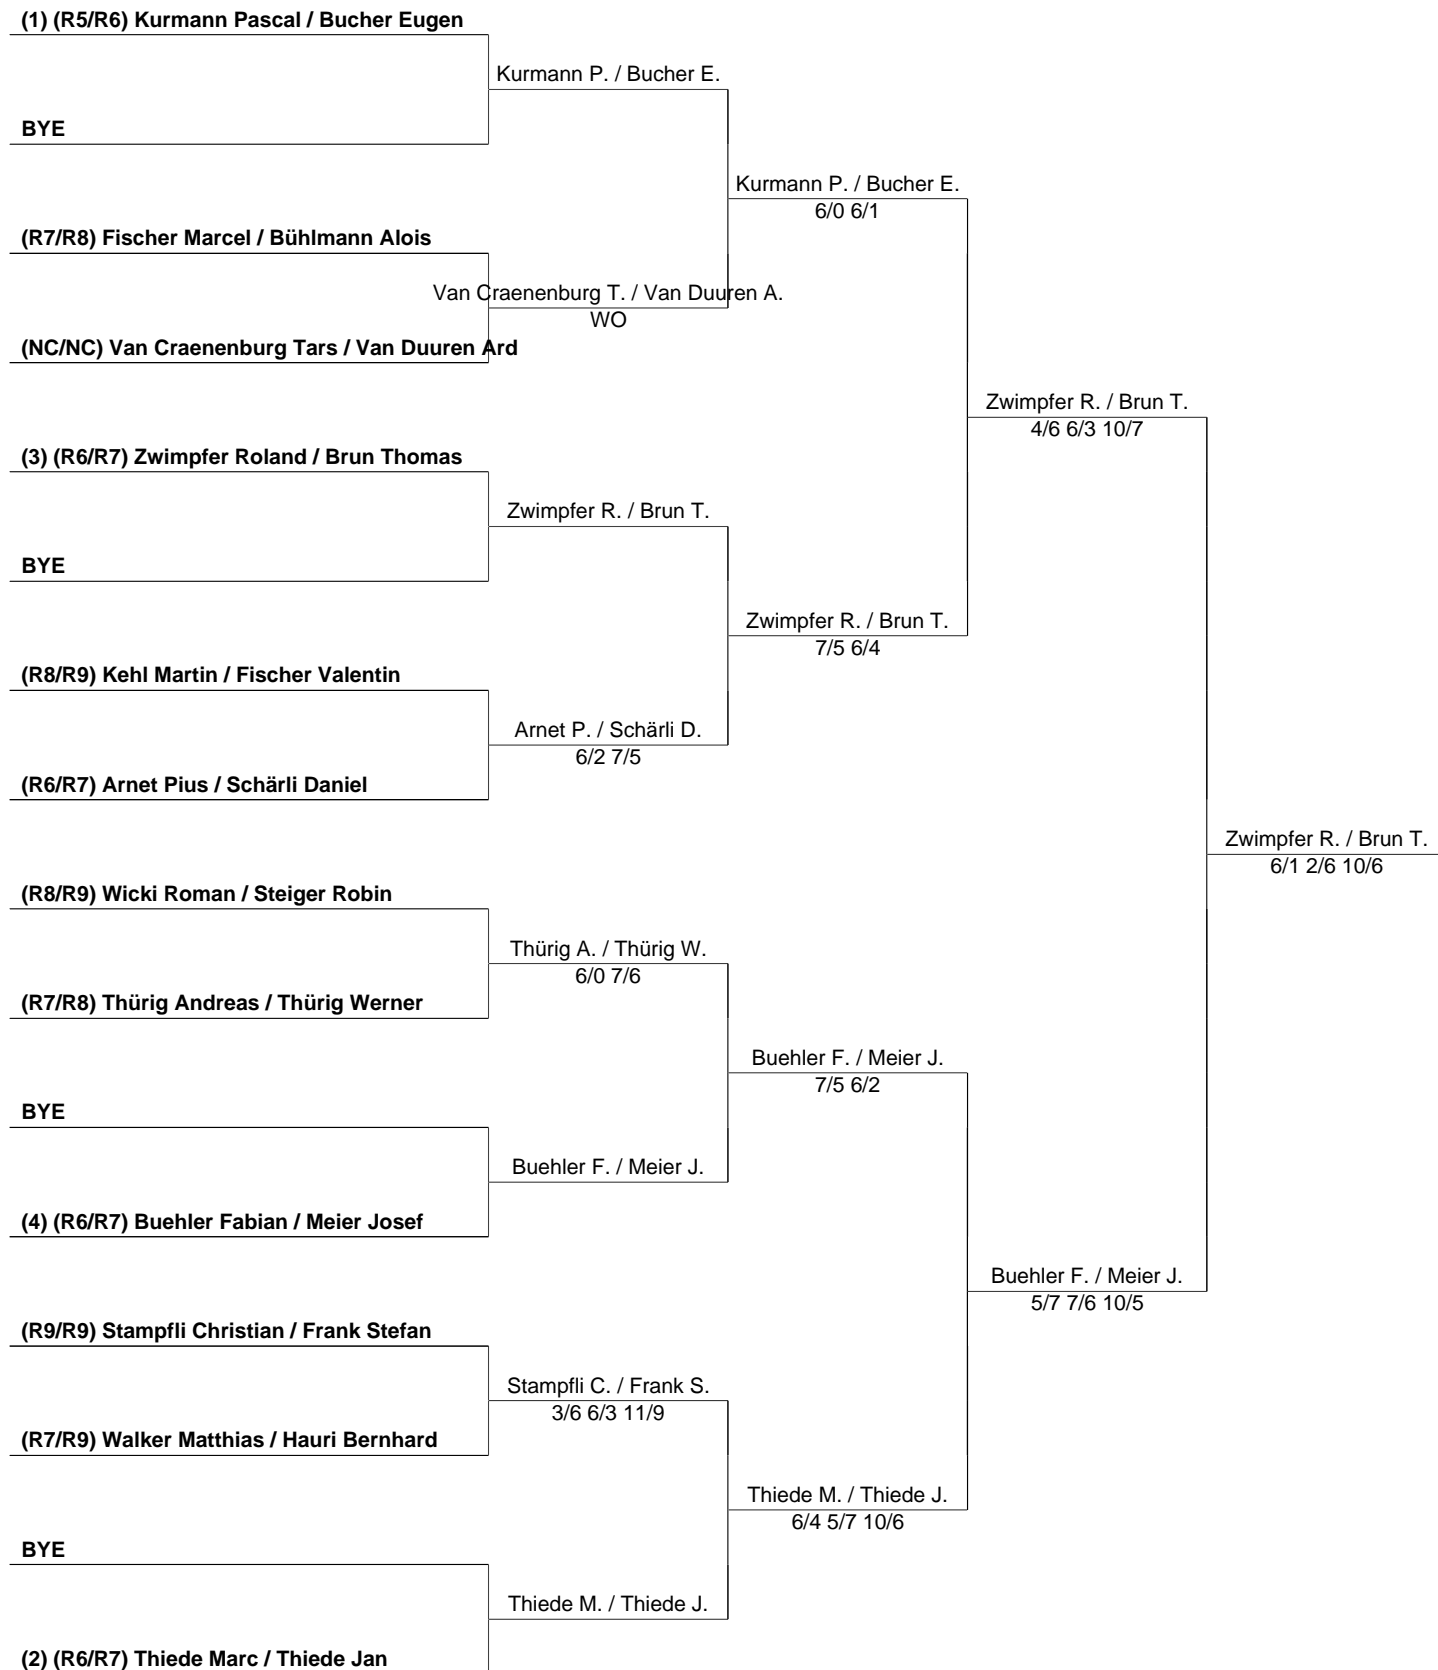 (1) (R5/R6) Kurmann Pascal / Bucher Eugen
Kurmann P. / Bucher E.
BYE
Kurmann P. / Bucher E.
6/0 6/1
(R7/R8) Fischer Marcel / Bühlmann Alois
Van Craenenburg T. / Van Duuren A.
WO
(NC/NC) Van Craenenburg Tars / Van Duuren Ard
Zwimpfer R. / Brun T.
4/6 6/3 10/7
(3) (R6/R7) Zwimpfer Roland / Brun Thomas
Zwimpfer R. / Brun T.
BYE
Zwimpfer R. / Brun T.
7/5 6/4
(R8/R9) Kehl Martin / Fischer Valentin
Arnet P. / Schärli D.
6/2 7/5
(R6/R7) Arnet Pius / Schärli Daniel
Zwimpfer R. / Brun T.
6/1 2/6 10/6
(R8/R9) Wicki Roman / Steiger Robin
Thürig A. / Thürig W.
6/0 7/6
(R7/R8) Thürig Andreas / Thürig Werner
Buehler F. / Meier J.
7/5 6/2
BYE
Buehler F. / Meier J.
(4) (R6/R7) Buehler Fabian / Meier Josef
Buehler F. / Meier J.
5/7 7/6 10/5
(R9/R9) Stampfli Christian / Frank Stefan
Stampfli C. / Frank S.
3/6 6/3 11/9
(R7/R9) Walker Matthias / Hauri Bernhard
Thiede M. / Thiede J.
6/4 5/7 10/6
BYE
Thiede M. / Thiede J.
(2) (R6/R7) Thiede Marc / Thiede Jan